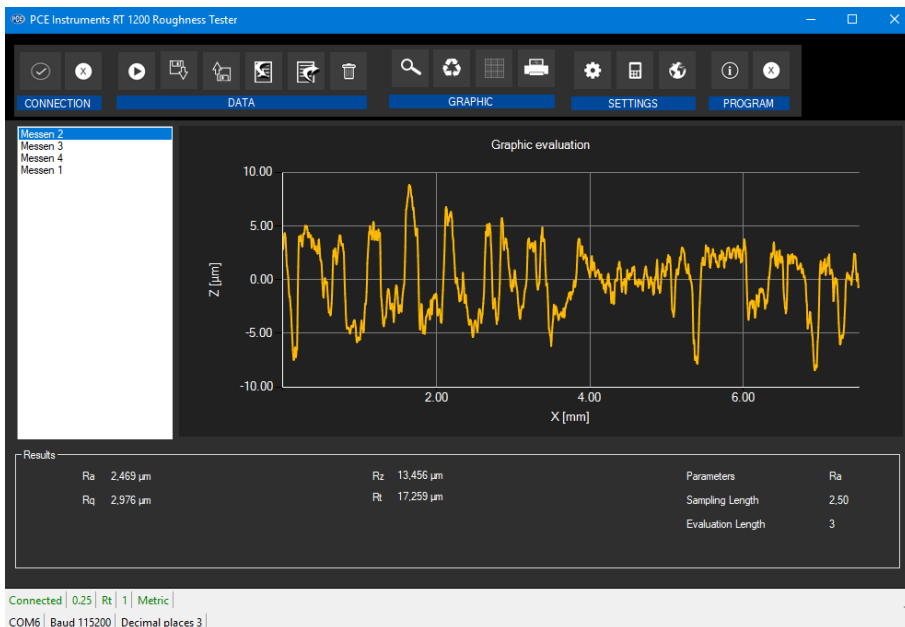 PCE Instruments RT 1200 Roughness Tester
CONNECTION DATA GRAPHIC SETTINGS PROGRAM
Messen 2
Messen 3
Messen 4
Messen 1
Graphic evaluation
10.00
5.00
0.00
-5.00
-10.00
Z [µm]
2.00 4.00 6.00
X [mm]
Results
Ra 2,469 µm Rz 13,456 µm Parameters Ra
Rq 2,976 µm Rt 17,259 µm Sampling Length 2,50
Evaluation Length 3
Connected 0.25 Rt 1 Metric
COM6 Baud 115200 Decimal places 3